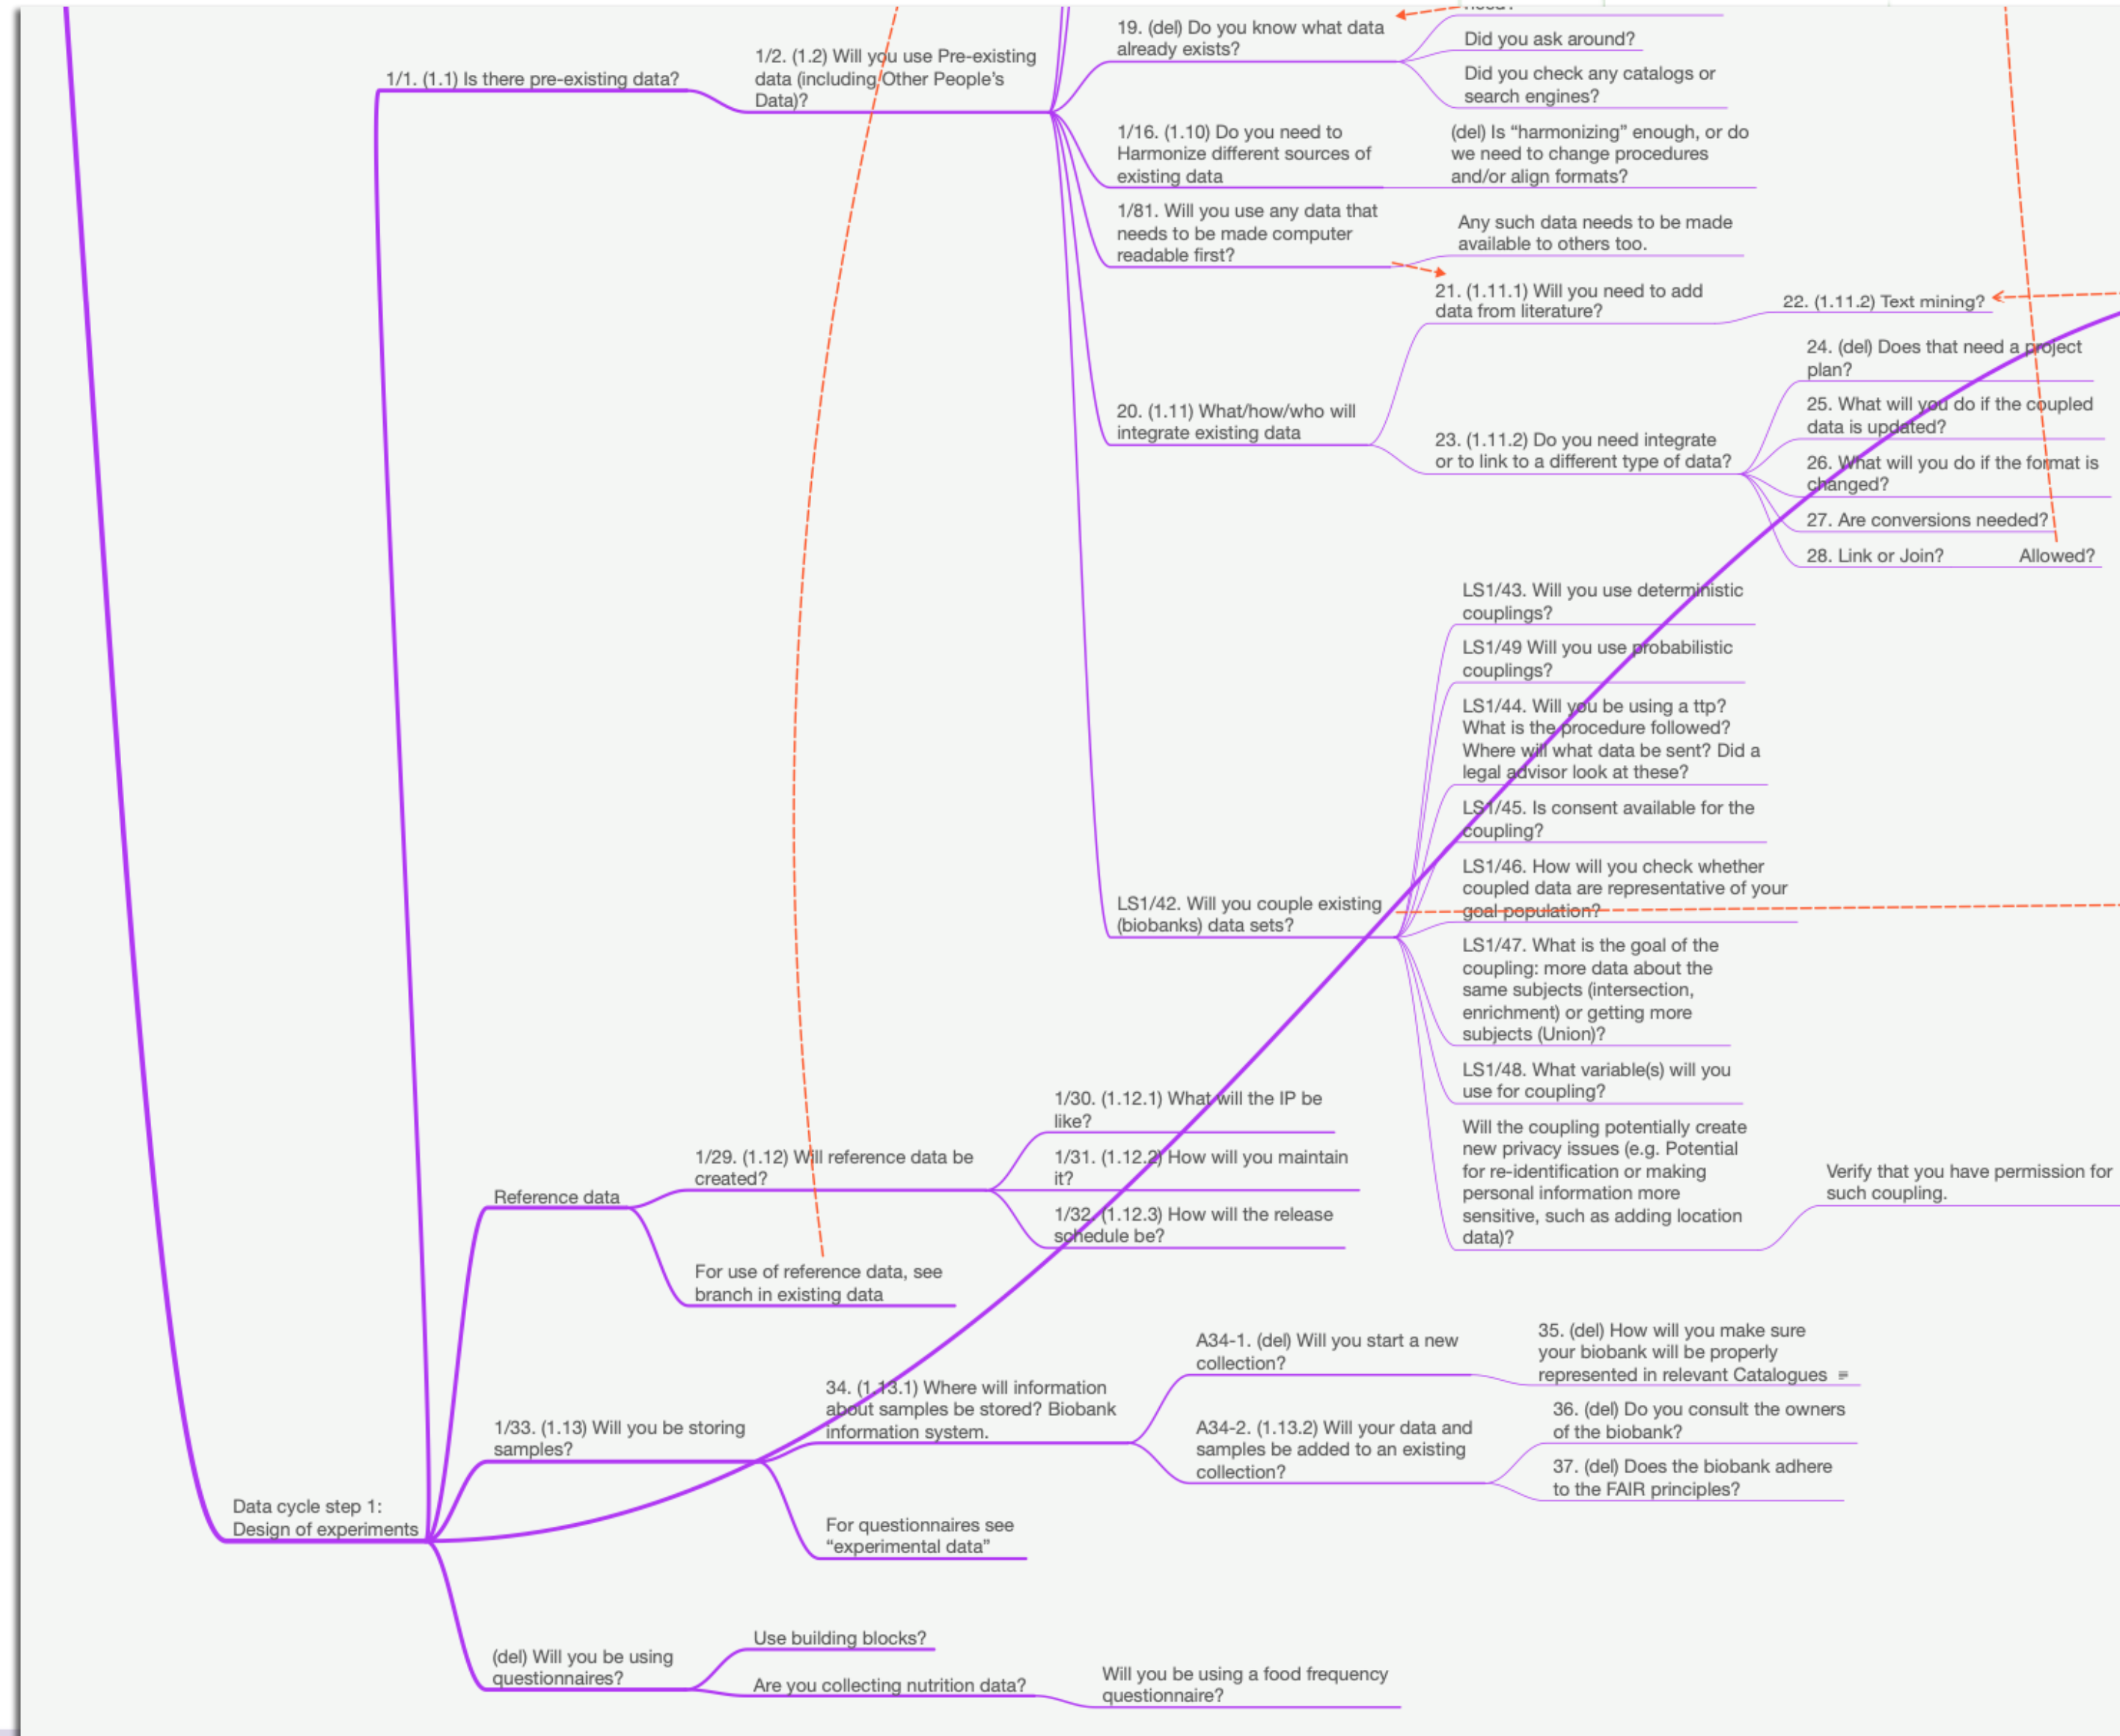 need?
19. (del) Do you know what data
already exists?
Did you ask around?
Did you check any catalogs or
search engines?
1/1. (1.1) Is there pre-existing data?
1/2. (1.2) Will you use Pre-existing
data (including Other People's
Data)?
1/16. (1.10) Do you need to
Harmonize different sources of
existing data
(del) Is “harmonizing” enough, or do
we need to change procedures
and/or align formats?
1/81. Will you use any data that
needs to be made computer
readable first?
Any such data needs to be made
available to others too.
21. (1.11.1) Will you need to add
data from literature?
22. (1.11.2) Text mining?
20. (1.11) What/how/who will
integrate existing data
23. (1.11.2) Do you need integrate
or to link to a different type of data?
24. (del) Does that need a project
plan?
25. What will you do if the coupled
data is updated?
26. What will you do if the format is
changed?
27. Are conversions needed?
28. Link or Join?
Allowed?
LS1/42. Will you couple existing
(biobanks) data sets?
LS1/43. Will you use deterministic
couplings?
LS1/49 Will you use probabilistic
couplings?
LS1/44. Will you be using a ttp?
What is the procedure followed?
Where will what data be sent? Did a
legal advisor look at these?
LS1/45. Is consent available for the
coupling?
LS1/46. How will you check whether
coupled data are representative of your
goal population?
LS1/47. What is the goal of the
coupling: more data about the
same subjects (intersection,
enrichment) or getting more
subjects (Union)?
LS1/48. What variable(s) will you
use for coupling?
Will the coupling potentially create
new privacy issues (e.g. Potential
for re-identification or making
personal information more
sensitive, such as adding location
data)?
Verify that you have permission for
such coupling.
Reference data
1/29. (1.12) Will reference data be
created?
1/30. (1.12.1) What will the IP be
like?
1/31. (1.12.2) How will you maintain
it?
1/32. (1.12.3) How will the release
schedule be?
For use of reference data, see
branch in existing data
1/33. (1.13) Will you be storing
samples?
34. (1.13.1) Where will information
about samples be stored? Biobank
information system.
A34-1. (del) Will you start a new
collection?
35. (del) How will you make sure
your biobank will be properly
represented in relevant Catalogues
A34-2. (1.13.2) Will your data and
samples be added to an existing
collection?
36. (del) Do you consult the owners
of the biobank?
37. (del) Does the biobank adhere
to the FAIR principles?
For questionnaires see
“experimental data”
Data cycle step 1:
Design of experiments
(del) Will you be using
questionnaires?
Use building blocks?
Are you collecting nutrition data?
Will you be using a food frequency
questionnaire?